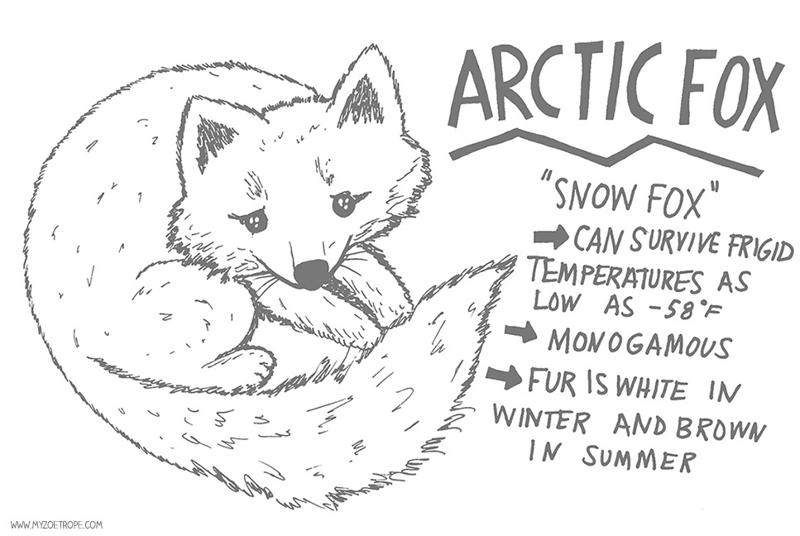 ARCTIC FOX
"SNOW FOX"
CAN SURVIVE FRIGID
TEMPERATURES AS
LOW AS -58°F
MONOGAMOUS
FUR IS WHITE IN
WINTER AND BROWN
IN SUMMER
WWW.MYZOETROPE.COM